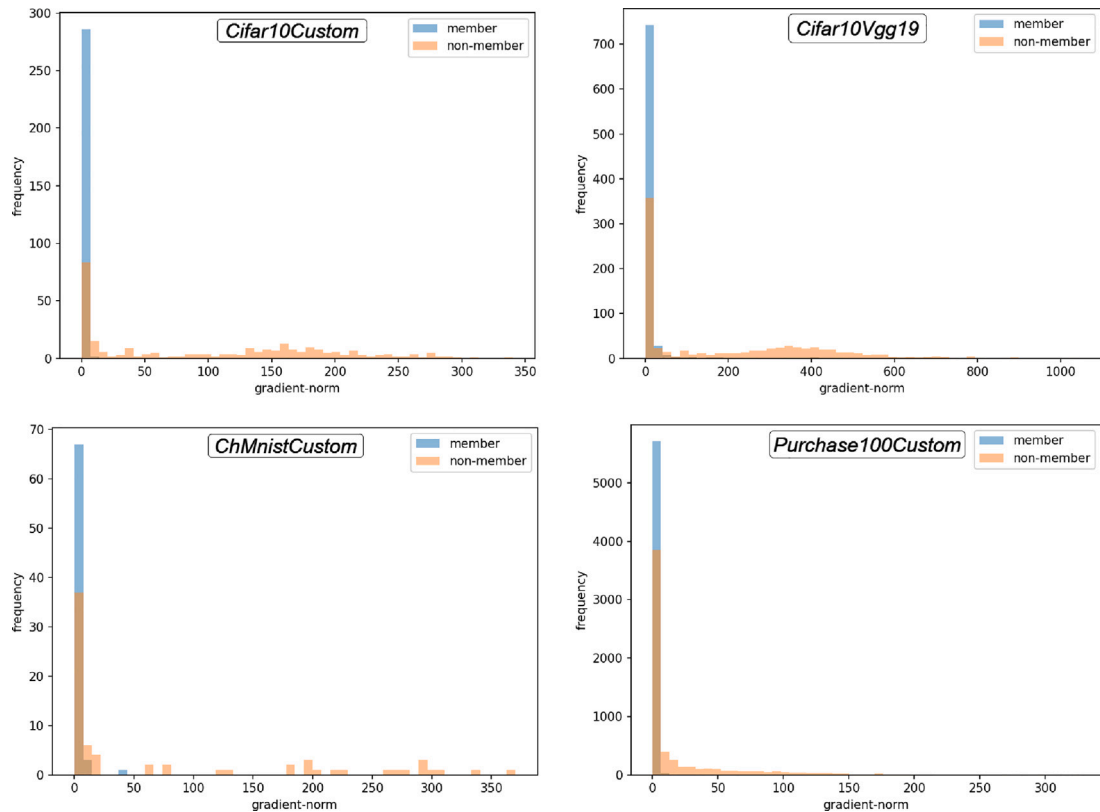 Cifar10Custom
member
non-member
300
250
200
150
100
50
0
frequency
0 50 100 150 200 250 300 350
gradient-norm
Cifar10Vgg19
member
non-member
700
600
500
400
300
200
100
0
frequency
0 200 400 600 800 1000
gradient-norm
ChMnistCustom
member
non-member
70
60
50
40
30
20
10
0
frequency
0 50 100 150 200 250 300 350
gradient-norm
Purchase100Custom
member
non-member
5000
4000
3000
2000
1000
0
frequency
0 50 100 150 200 250 300
gradient-norm